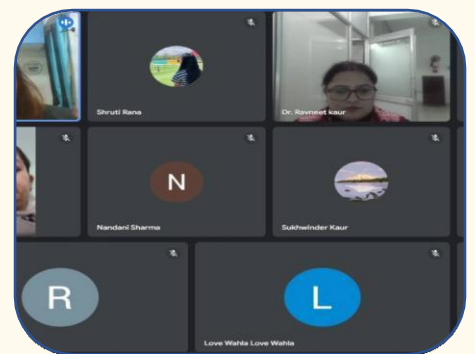 Shruti Rana
Dr. Ravneet kaur
N
Nandani Sharma
Sukhwinder Kaur
R
L
Love Wahla Love Wahla